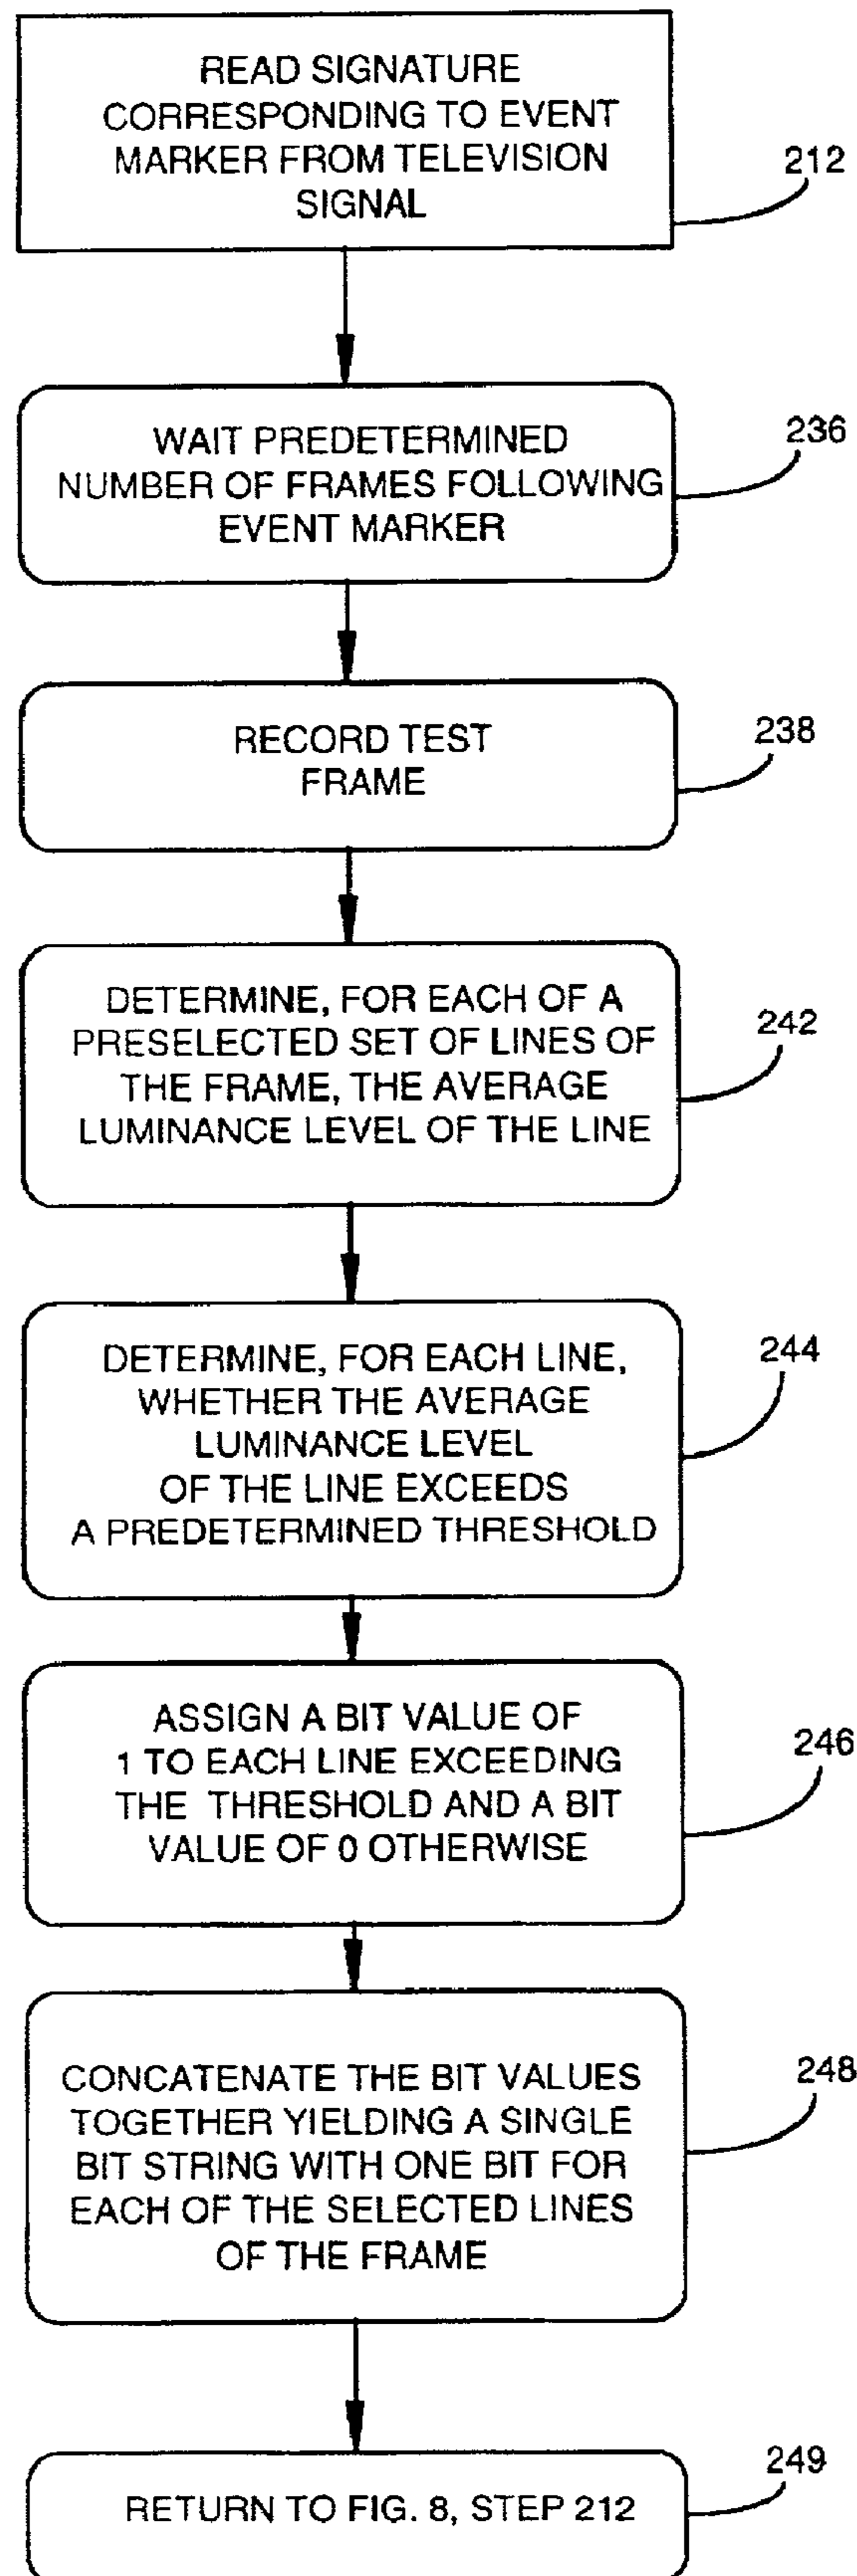 READ SIGNATURE
CORRESPONDING TO EVENT
MARKER FROM TELEVISION
SIGNAL
212
WAIT PREDETERMINED
NUMBER OF FRAMES FOLLOWING
EVENT MARKER
236
RECORD TEST
FRAME
238
DETERMINE, FOR EACH OF A
PRESELECTED SET OF LINES OF
THE FRAME, THE AVERAGE
LUMINANCE LEVEL OF THE LINE
242
DETERMINE, FOR EACH LINE,
WHETHER THE AVERAGE
LUMINANCE LEVEL
OF THE LINE EXCEEDS
A PREDETERMINED THRESHOLD
244
ASSIGN A BIT VALUE OF
1 TO EACH LINE EXCEEDING
THE THRESHOLD AND A BIT
VALUE OF 0 OTHERWISE
246
CONCATENATE THE BIT VALUES
TOGETHER YIELDING A SINGLE
BIT STRING WITH ONE BIT FOR
EACH OF THE SELECTED LINES
OF THE FRAME
248
RETURN TO FIG. 8, STEP 212
249